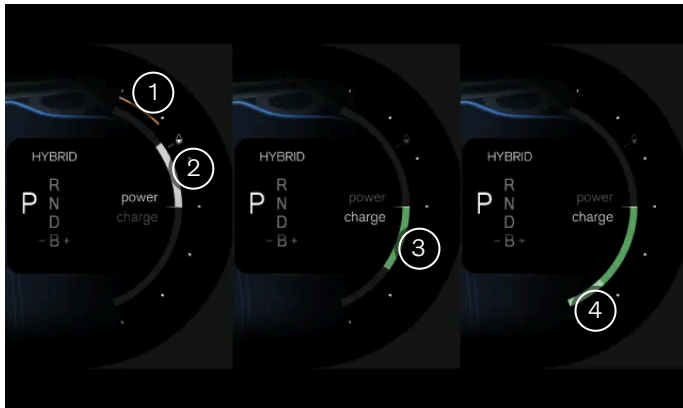 1
2
HYBRID
P
R
N
D
- B +
power
charge
HYBRID
P
R
N
D
- B +
power
charge
3
HYBRID
P
R
N
D
- B +
power
charge
4